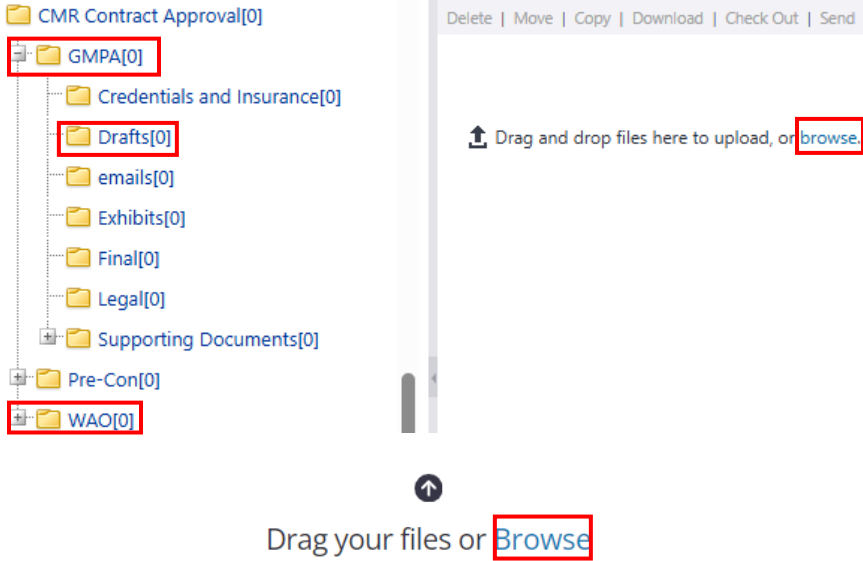 CMR Contract Approval[0]
GMPA[0]
Credentials and Insurance[0]
Drafts[0]
emails[0]
Exhibits[0]
Final[0]
Legal[0]
Supporting Documents[0]
Pre-Con[0]
WAO[0]
Delete | Move | Copy | Download | Check Out | Send
Drag and drop files here to upload, or browse.
Drag your files or Browse